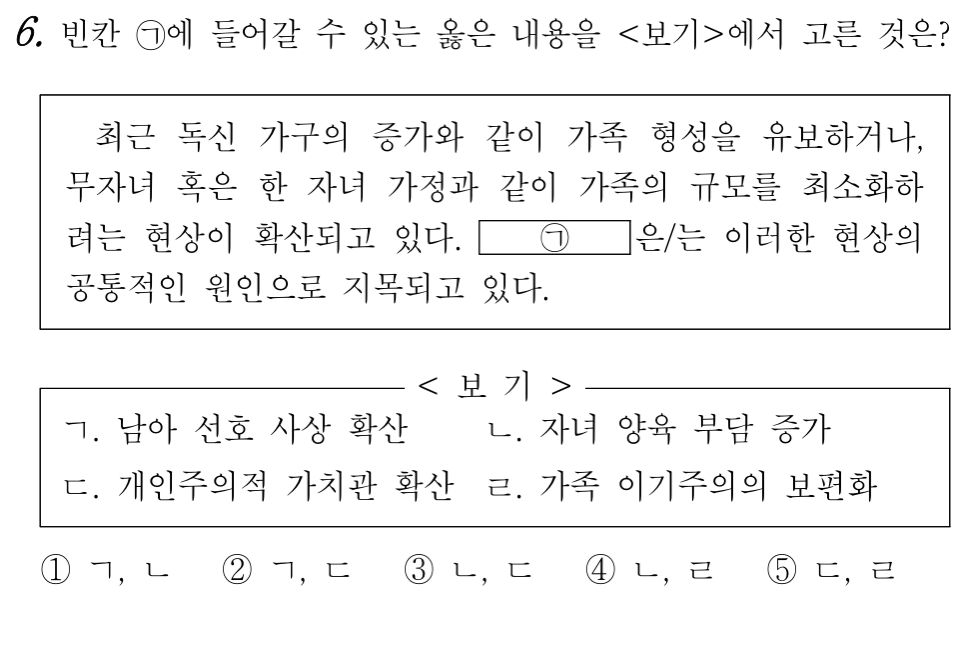 6. 빈칸 ㉠에 들어갈 수 있는 옳은 내용을 <보기>에서 고른 것은?
최근 독신 가구의 증가와 같이 가족 형성을 유보하거나,
무자녀 혹은 한 자녀 가정과 같이 가족의 규모를 최소화하
려는 현상이 확산되고 있다. ㉠ 은/는 이러한 현상의
공통적인 원인으로 지목되고 있다.
< 보 기 >
ㄱ. 남아 선호 사상 확산 ㄴ. 자녀 양육 부담 증가
ㄷ. 개인주의적 가치관 확산 ㄹ. 가족 이기주의의 보편화
① ㄱ, ㄴ ② ㄱ, ㄷ ③ ㄴ, ㄷ ④ ㄴ, ㄹ ⑤ ㄷ, ㄹ